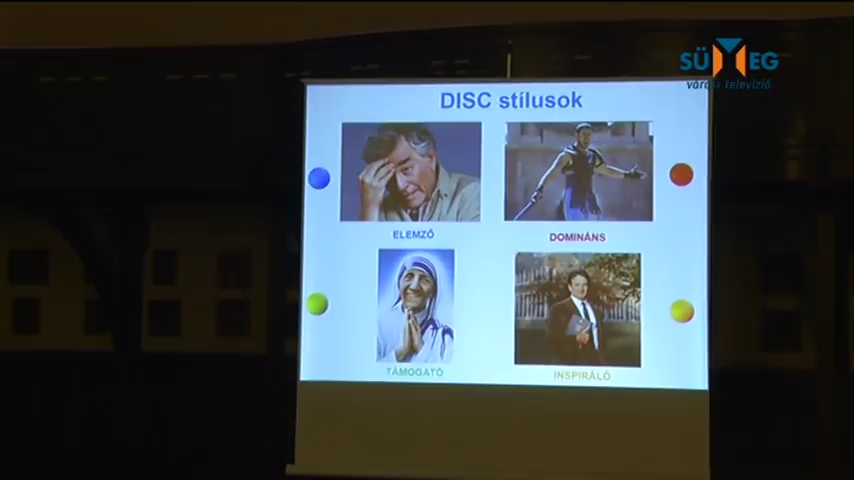 SÜMEG
városi televízió
DISC stílusok
ELEMZŐ
DOMINÁNS
TÁMOGATÓ
INSPIRÁLÓ